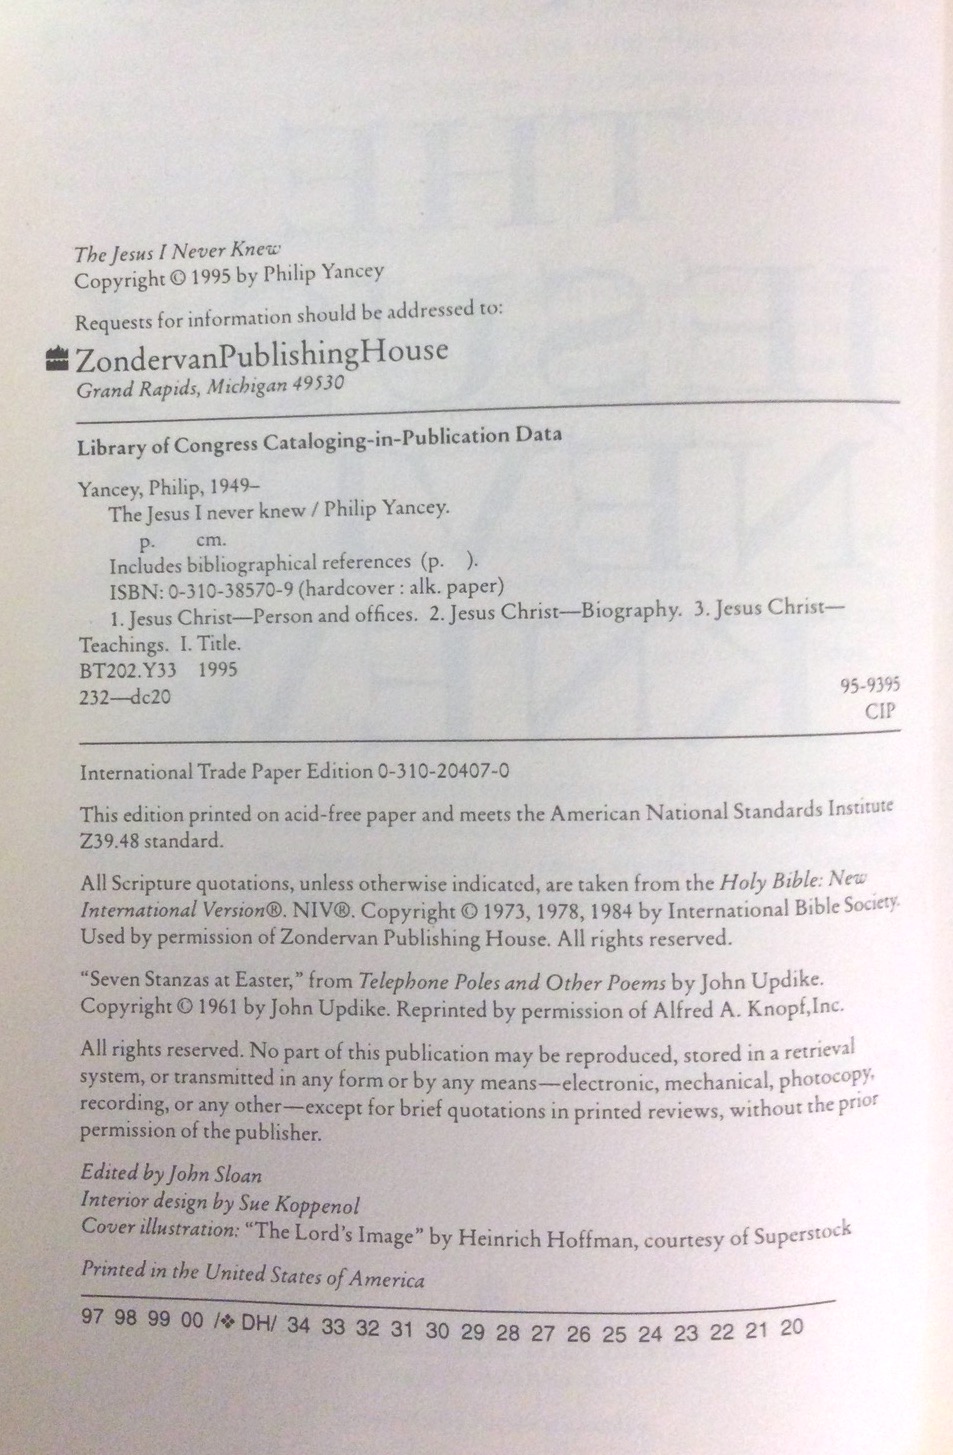 The Jesus I Never Knew
Copyright © 1995 by Philip Yancey
Requests for information should be addressed to:
ZondervanPublishingHouse
Grand Rapids, Michigan 49530
Library of Congress Cataloging-in-Publication Data
Yancey, Philip, 1949–
The Jesus I never knew / Philip Yancey.
p. cm.
Includes bibliographical references (p. ).
ISBN: 0-310-38570-9 (hardcover : alk. paper)
1. Jesus Christ—Person and offices. 2. Jesus Christ—Biography. 3. Jesus Christ—
Teachings. I. Title.
BT202.Y33 1995
232—dc20
95-9395
CIP
International Trade Paper Edition 0-310-20407-0
This edition printed on acid-free paper and meets the American National Standards Institute
Z39.48 standard.
All Scripture quotations, unless otherwise indicated, are taken from the Holy Bible: New
International Version®. NIV®. Copyright © 1973, 1978, 1984 by International Bible Society.
Used by permission of Zondervan Publishing House. All rights reserved.
“Seven Stanzas at Easter,” from Telephone Poles and Other Poems by John Updike.
Copyright © 1961 by John Updike. Reprinted by permission of Alfred A. Knopf,Inc.
All rights reserved. No part of this publication may be reproduced, stored in a retrieval
system, or transmitted in any form or by any means—electronic, mechanical, photocopy,
recording, or any other—except for brief quotations in printed reviews, without the prior
permission of the publisher.
Edited by John Sloan
Interior design by Sue Koppenol
Cover illustration: “The Lord’s Image” by Heinrich Hoffman, courtesy of Superstock
Printed in the United States of America
97 98 99 00 /❖ DH/ 34 33 32 31 30 29 28 27 26 25 24 23 22 21 20